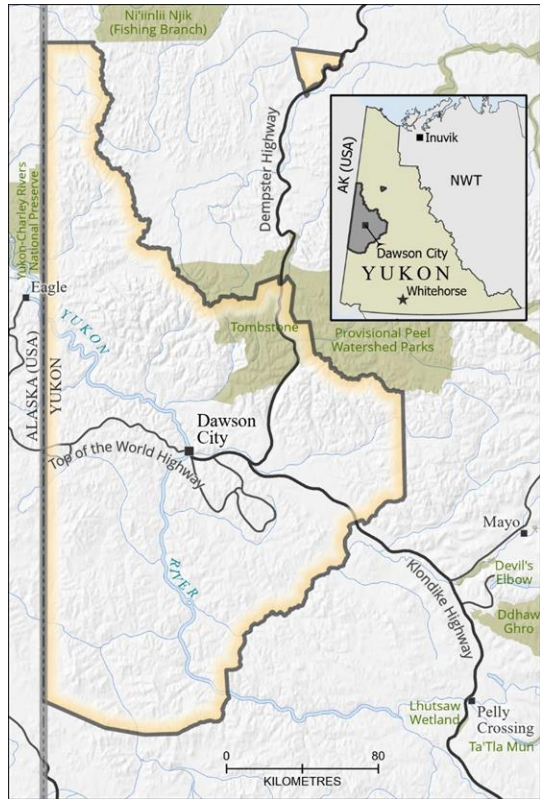 Ni'iinlii Njik
(Fishing Branch)
Dempster Highway
Inuvik
AK (USA)
NWT
Dawson City
YUKON
Whitehorse
Yukon-Charley Rivers
National Preserve
Eagle
YUKON
Tombstone
Provisional Peel
Watershed Parks
ALASKA (USA)
YUKON
Dawson
City
Top of the World Highway
Mayo
RIVER
Klondike Highway
Devil's
Elbow
Ddhaw
Ghro
Lhutsaw
Wetland
Pelly
Crossing
Ta'Tla Mun
0 80
KILOMETRES